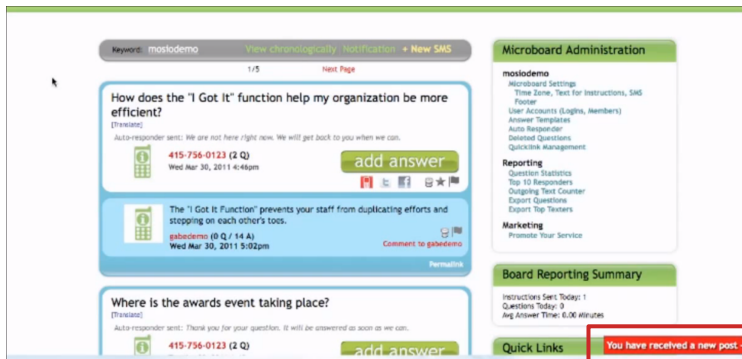 Keyword: mosiodemo View chronologically Notification + New SMS
1/5 Next Page
How does the "I Got It" function help my organization be more
efficient?
[Translate]
Auto-responder sent: We are not here right now. We will get back to you when we can.
415-756-0123 (2 Q)
Wed Mar 30, 2011 4:46pm
add answer
The "I Got It Function" prevents your staff from duplicating efforts and
stepping on each other's toes.
gabedemo (0 Q / 14 A)
Wed Mar 30, 2011 5:02pm
Comment to gabedemo
Permalink
Where is the awards event taking place?
[Translate]
Auto-responder sent: Thank you for your question. It will be answered as soon as we can.
415-756-0123 (2 Q)
add answer
Microboard Administration
mosiodemo
Microboard Settings
Time Zone, Text for Instructions, SMS
Footer
User Accounts (Logins, Members)
Answer Templates
Auto Responder
Deleted Questions
Quicklink Management
Reporting
Question Statistics
Top 10 Responders
Outgoing Text Counter
Export Questions
Export Top Texters
Marketing
Promote Your Service
Board Reporting Summary
Instructions Sent Today: 1
Questions Today: 0
Avg Answer Time: 0.00 Minutes
Quick Links
You have received a new post